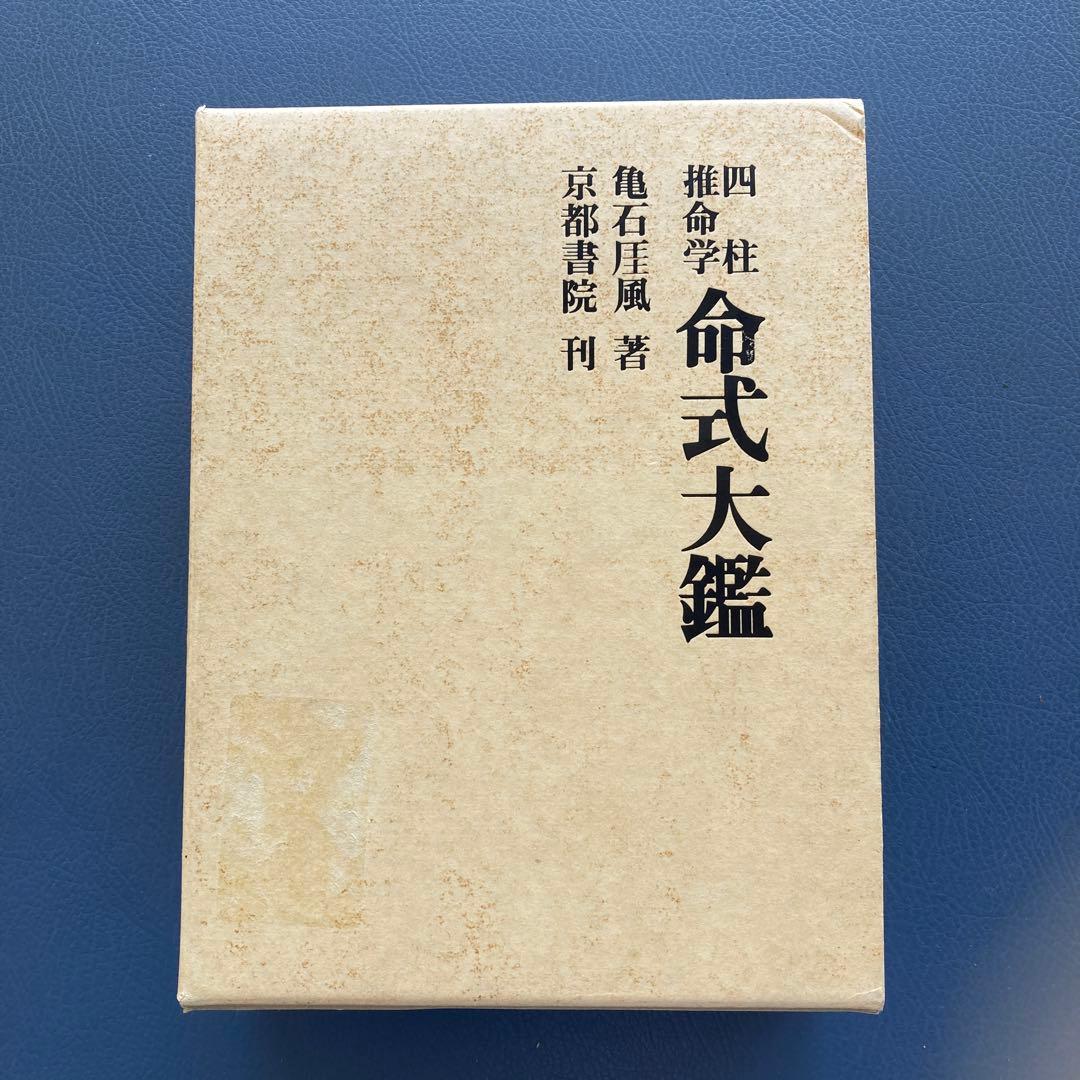 四柱
推命学
命式大鑑
亀石厓風 著
京都書院 刊